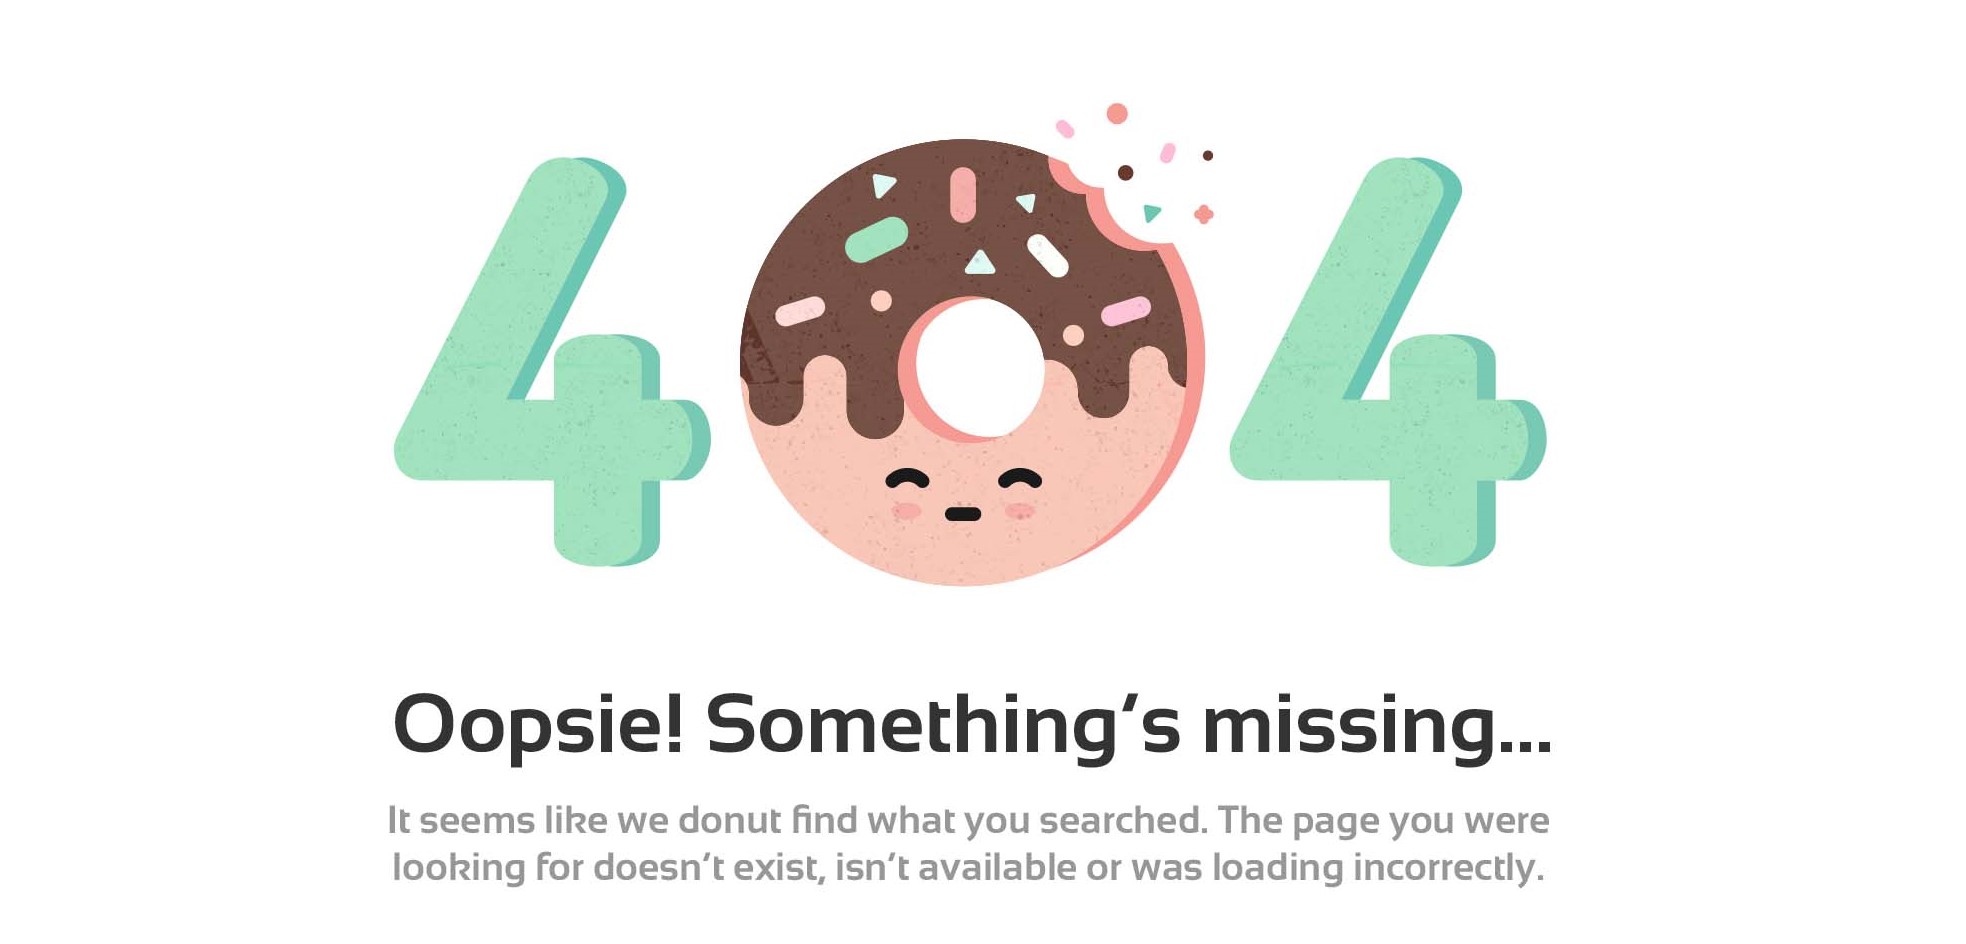 404
Oopsie! Something's missing...
It seems like we donut find what you searched. The page you were
looking for doesn't exist, isn't available or was loading incorrectly.